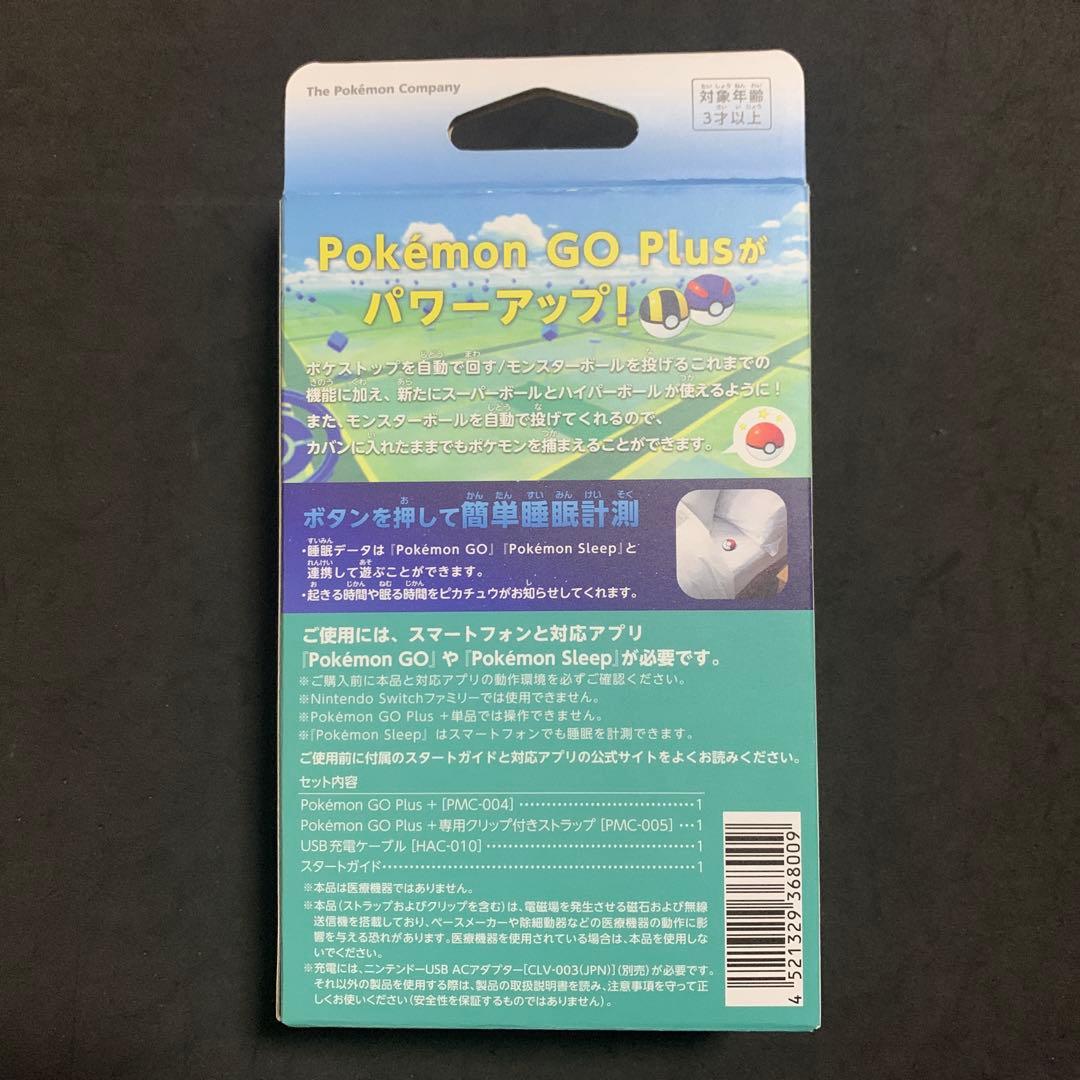 The Pokémon Company
対象年齢
3才以上
Pokémon GO Plusが
パワーアップ!
ポケストップを自動で回す/モンスターボールを投げるこれまでの
機能に加え、新たにスーパーボールとハイパーボールが使えるように!
また、モンスターボールを自動で投げてくれるので、
カバンに入れたままでもポケモンを捕まえることができます。
ボタンを押して簡単睡眠計測
・睡眠データは『Pokémon GO』『Pokémon Sleep』と
連携して遊ぶことができます。
・起きる時間や眠る時間をピカチュウがお知らせしてくれます。
ご使用には、スマートフォンと対応アプリ
『Pokémon GO』や『Pokémon Sleep』が必要です。
※ご購入前に本品と対応アプリの動作環境を必ずご確認ください。
※Nintendo Switchファミリーでは使用できません。
※Pokémon GO Plus +単品では操作できません。
※『Pokémon Sleep』はスマートフォンでも睡眠を計測できます。
ご使用前に付属のスタートガイドと対応アプリの公式サイトをよくお読みください。
セット内容
Pokémon GO Plus + [PMC-004] ……………………………1
Pokémon GO Plus +専用クリップ付きストラップ [PMC-005] …1
USB充電ケーブル [HAC-010] …………………………………1
スタートガイド……………………………………………………1
※本品は医療機器ではありません。
※本品(ストラップおよびクリップを含む)は、電磁場を発生させる磁石および無線
送信機を搭載しており、ペースメーカーや除細動器などの医療機器の動作に影
響を与える恐れがあります。医療機器を使用されている場合は、本品を使用しな
いでください。
※充電には、ニンテンドーUSB ACアダプター[CLV-003(JPN)](別売)が必要です。
それ以外の製品を使用する際は、製品の取扱説明書を読み、注意事項を守って正
しくお使いください(安全性を保証するものではありません)。
4 521329 368009